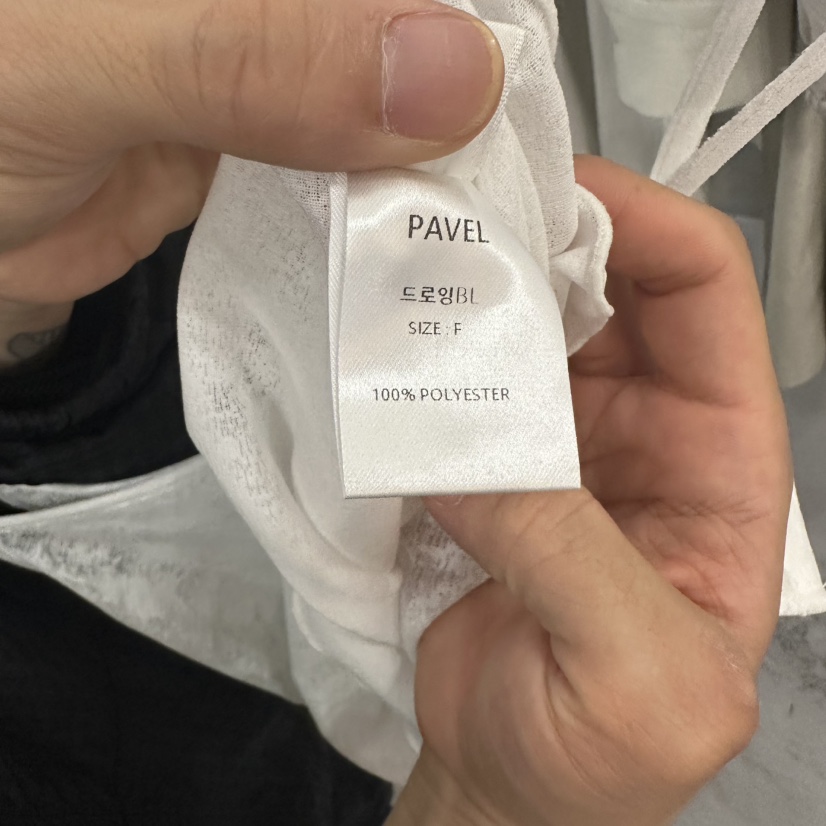 PAVEL
드로잉BL
SIZE : F
100% POLYESTER